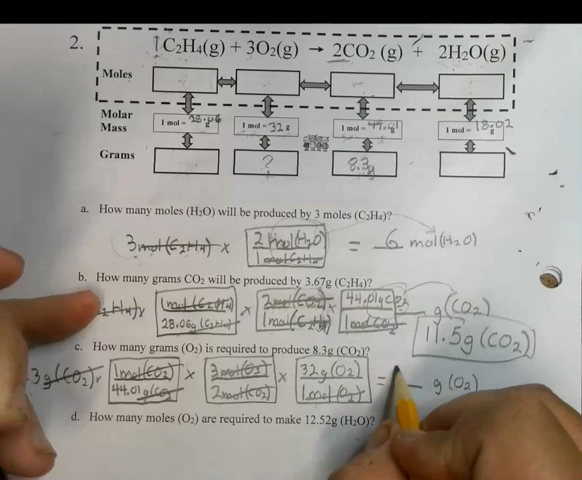 2. 1C₂H₄(g) + 3O₂(g) → 2CO₂ (g) + 2H₂O(g)
Moles
Molar Mass 1 mol = 28.06 g 1 mol = 32 g 1 mol = 44.01 g 1 mol = 18.02 g
Grams ? 8.3g
a. How many moles (H₂O) will be produced by 3 moles (C₂H₄)?
3 mol(C₂H₄) x 2 mol(H₂O) / 1 mol C₂H₄ = 6 mol(H₂O)
b. How many grams CO₂ will be produced by 3.67g (C₂H₄)?
C₂H₄) x 1 mol (C₂H₄) / 28.06g (C₂H₄) x 2 mol(CO₂) / 1 mol(C₂H₄) x 44.01g CO₂ / 1 mol CO₂ g(CO₂)
11.5g(CO₂)
c. How many grams (O₂) is required to produce 8.3g (CO₂)?
3g(CO₂) x 1 mol(CO₂) / 44.01g(CO₂) x 3 mol(O₂) / 2 mol(CO₂) x 32g(O₂) / 1 mol(O₂) = _ g(O₂)
d. How many moles (O₂) are required to make 12.52g (H₂O)?